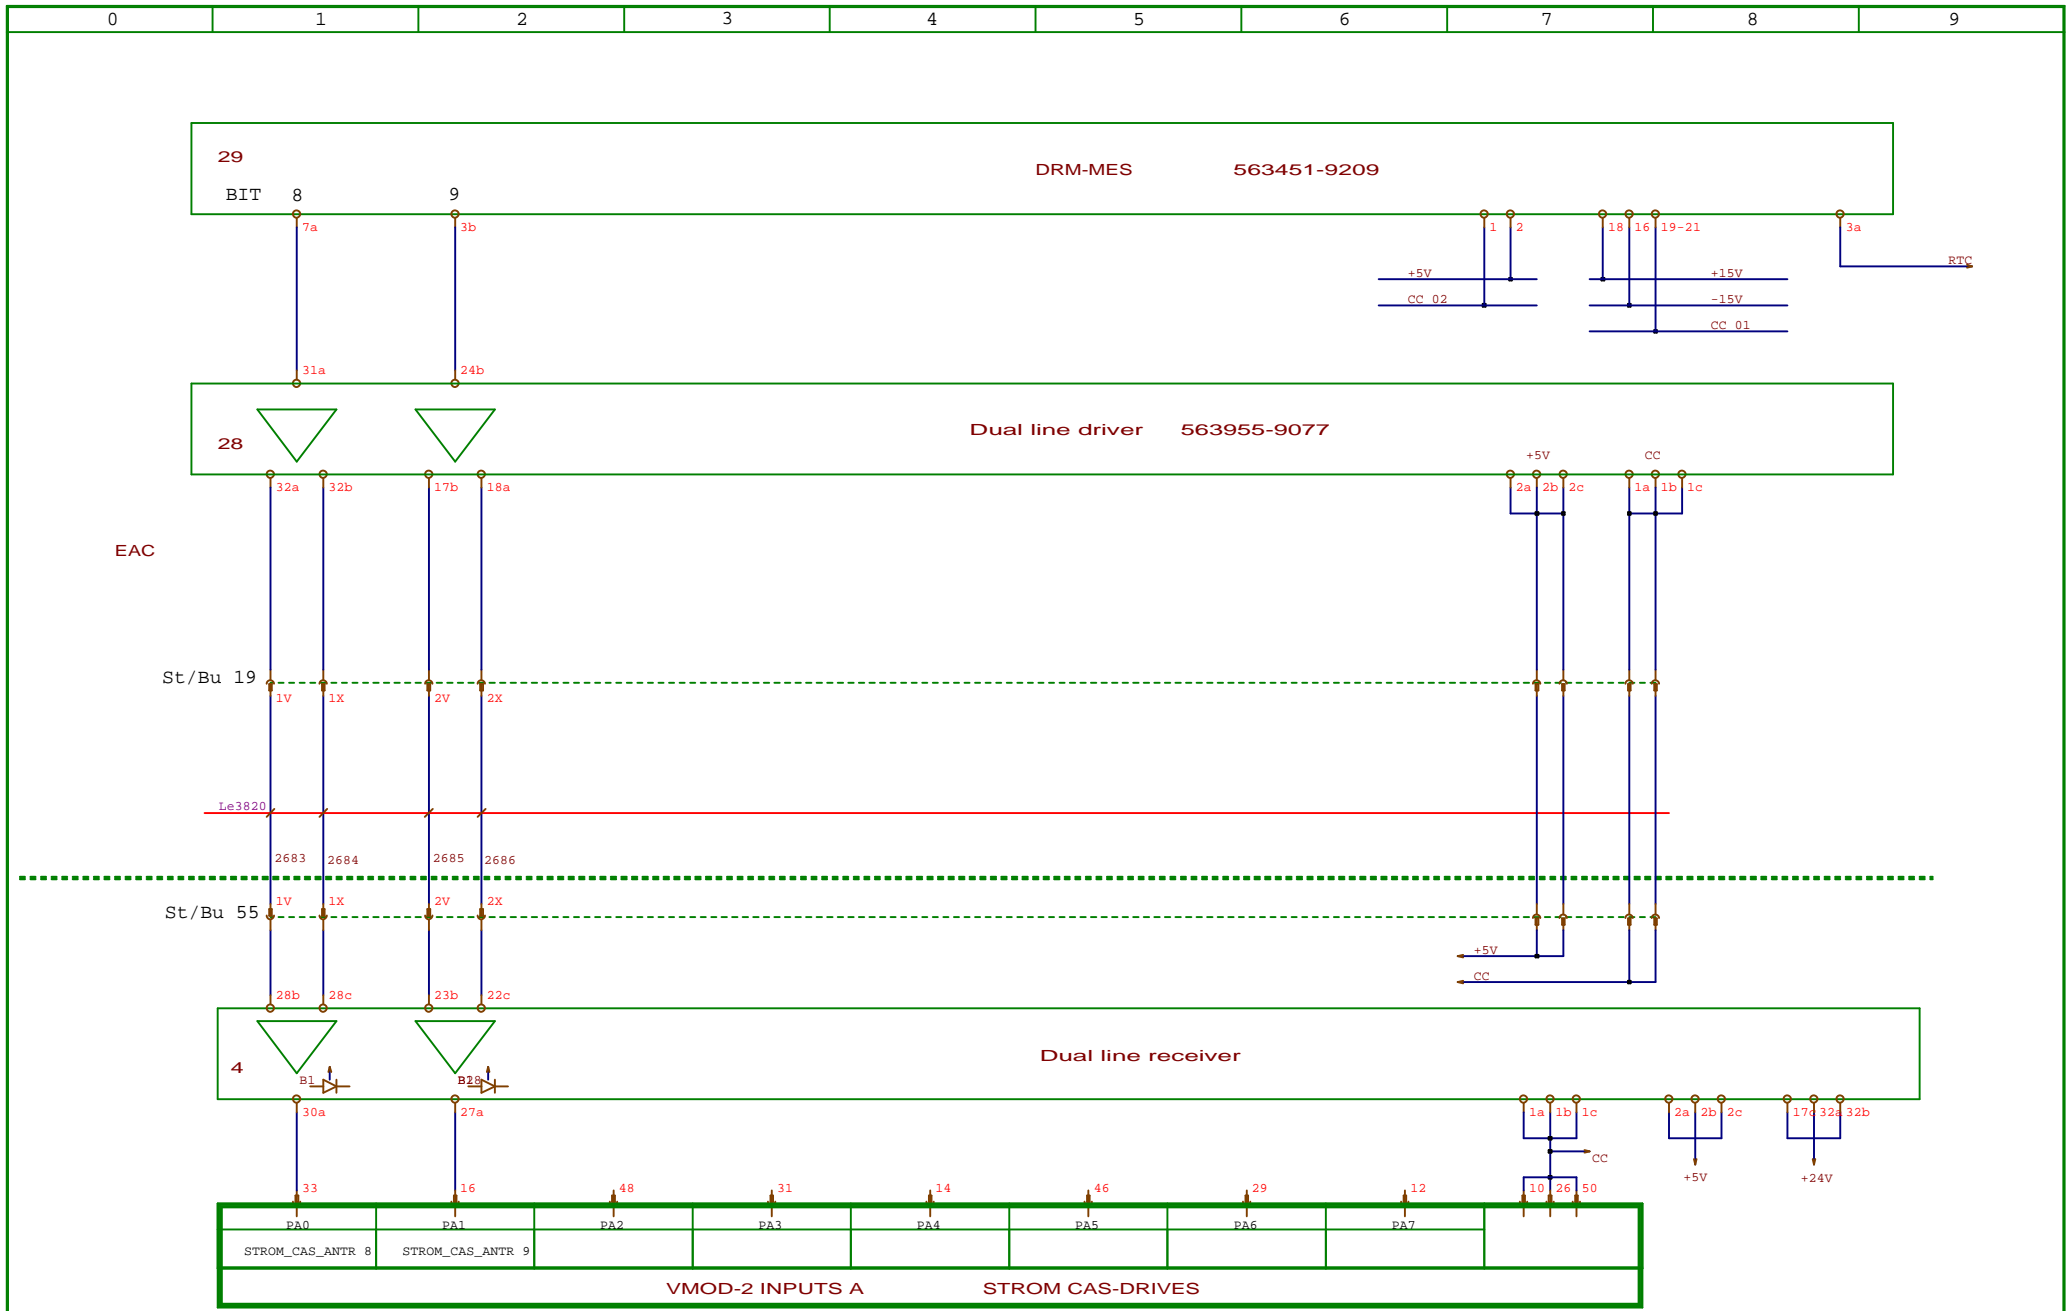 0 1 2 3 4 5 6 7 8 9
29
DRM-MES 563451-9209
BIT 8 9
7a 3b 1 2 18 16 19-21 3a
RTC
+5V +15V
CC 02 -15V
CC 01
31a 24b
Dual line driver 563955-9077
28
+5V CC
32a 32b 17b 18a 2a 2b 2c 1a 1b 1c
EAC
St/Bu 19
1V 1X 2V 2X
Le3820
2683 2684 2685 2686
1V 1X 2V 2X
St/Bu 55
+5V
CC
28b 28c 23b 22c
Dual line receiver
4
B1
30a 27a 1a 1b 1c 2a 2b 2c 17c 32a 32b
CC
+5V +24V
33 16 48 31 14 46 29 12 10 26 50
PA0 PA1 PA2 PA3 PA4 PA5 PA6 PA7
STROM_CAS_ANTR 8 STROM_CAS_ANTR 9
VMOD-2 INPUTS A STROM CAS-DRIVES